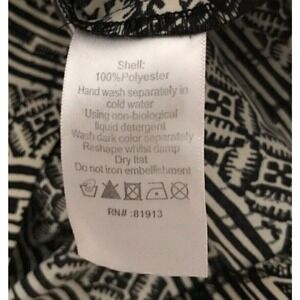 Shell:
100%Polyester
Hand wash separately in
cold water
Using non-biological
liquid detergent
Wash dark color separately
Reshape whilst damp
Dry flat
Do not iron embellishment
RN# :81913